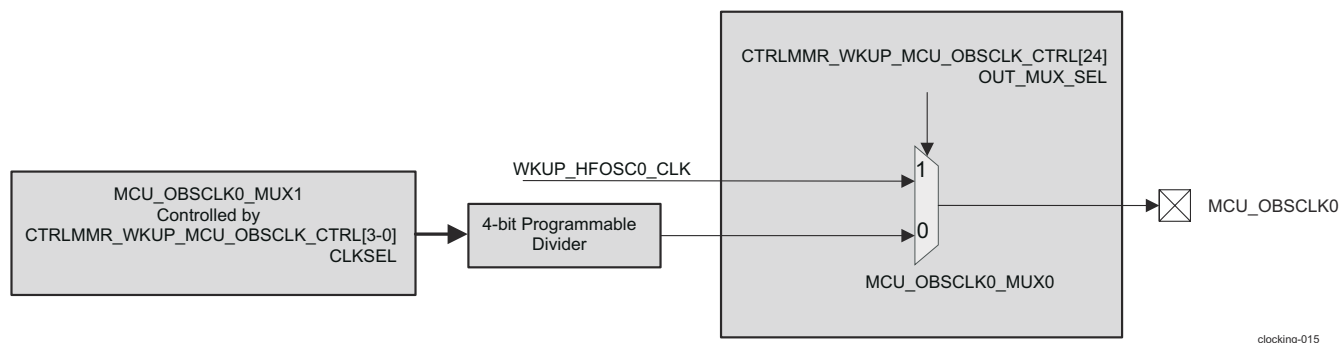 CTRLMMR_WKUP_MCU_OBSCLK_CTRL[24]
OUT_MUX_SEL
WKUP_HFOSC0_CLK
1
MCU_OBSCLK0_MUX1
Controlled by
CTRLMMR_WKUP_MCU_OBSCLK_CTRL[3-0]
CLKSEL
4-bit Programmable
Divider
0
MCU_OBSCLK0
MCU_OBSCLK0_MUX0
clocking-015